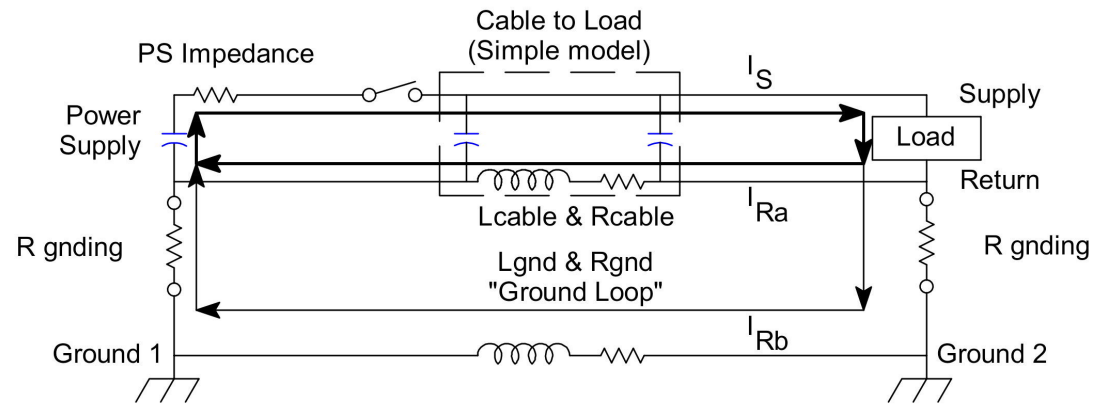 Cable to Load
(Simple model)
PS Impedance
I S
Supply
Power
Supply
Load
Return
I Ra
Lcable & Rcable
R gnding
R gnding
Lgnd & Rgnd
"Ground Loop"
I Rb
Ground 1
Ground 2